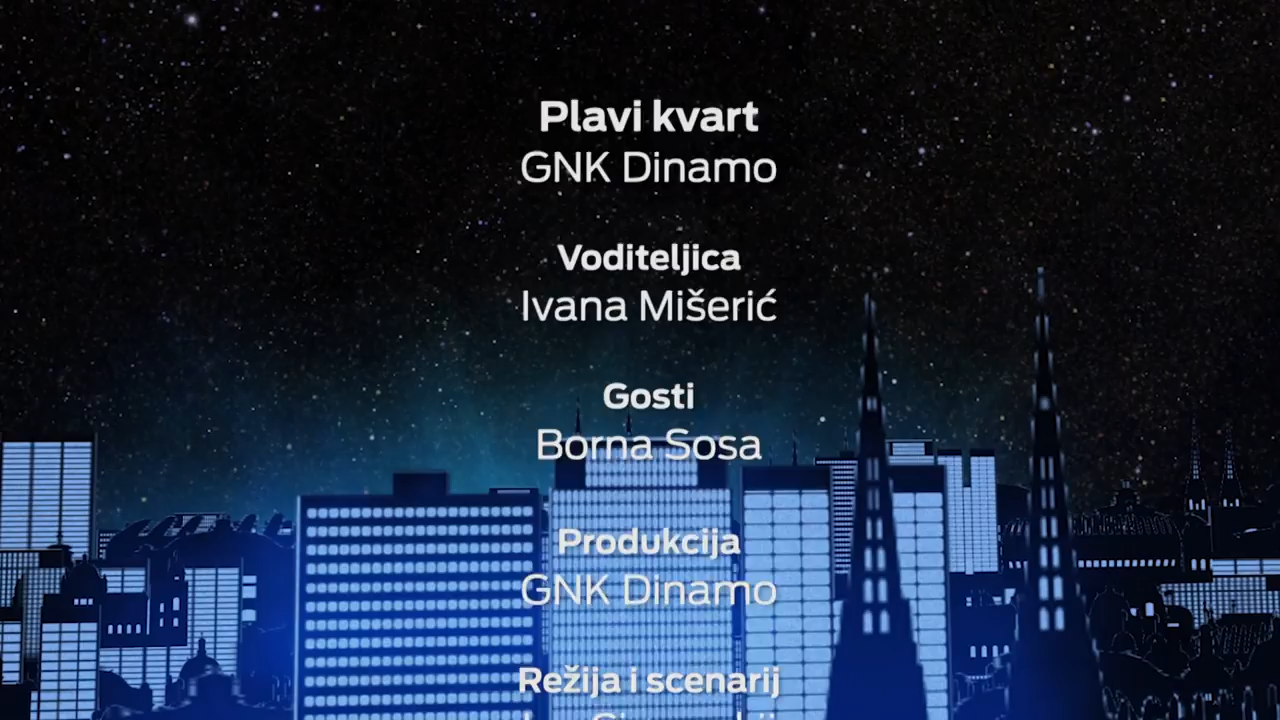 Plavi kvart
GNK Dinamo
Voditeljica
Ivana Mišerić
Gosti
Borna Sosa
Produkcija
GNK Dinamo
Režija i scenarij